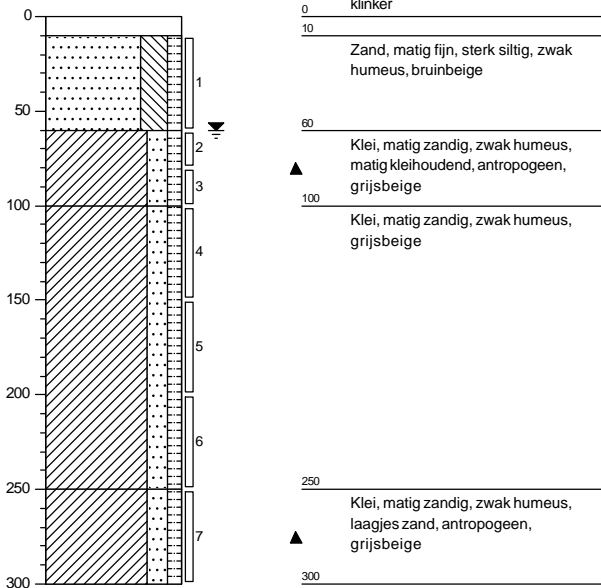 klinker
0
0
10
Zand, matig fijn, sterk siltig, zwak
humeus, bruinbeige
1
50
60
2
Klei, matig zandig, zwak humeus,
matig kleihoudend, antropogeen,
grijsbeige
3
100
100
Klei, matig zandig, zwak humeus,
grijsbeige
4
150
5
200
6
250
250
Klei, matig zandig, zwak humeus,
laagjes zand, antropogeen,
grijsbeige
7
300
300